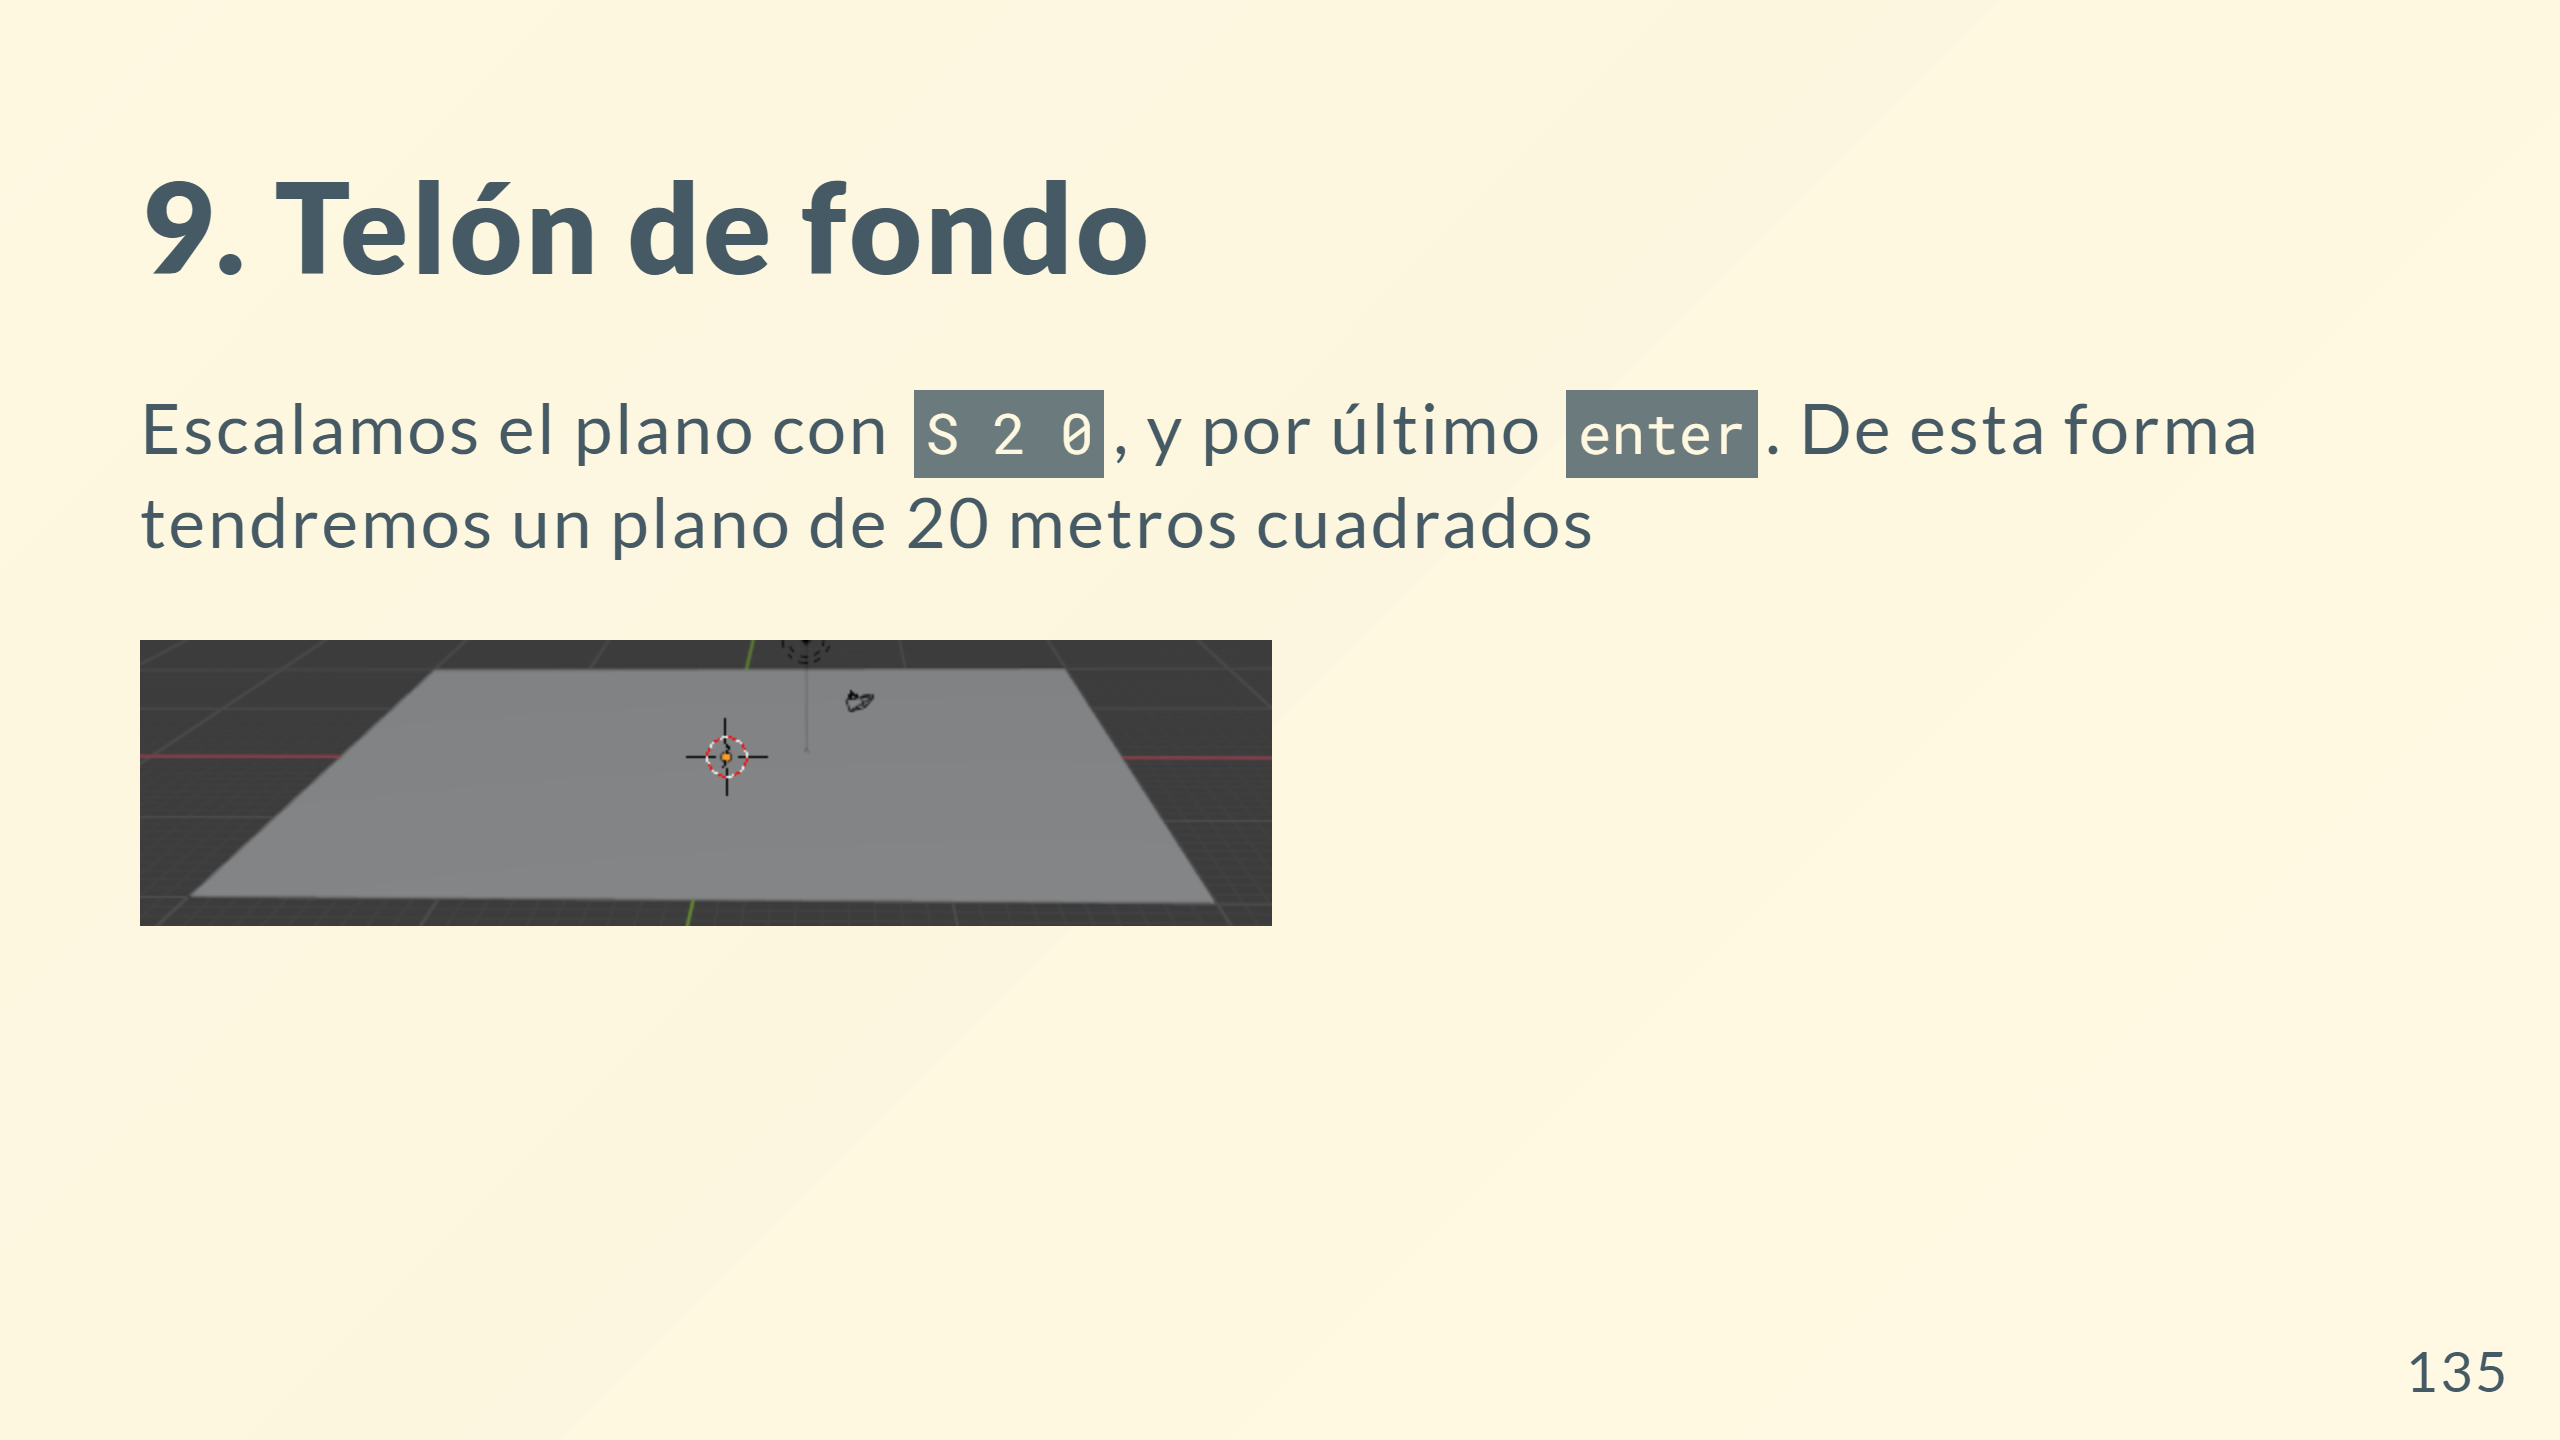 9. Telón de fondo
Escalamos el plano con S 2 0, y por último enter. De esta forma
tendremos un plano de 20 metros cuadrados
135